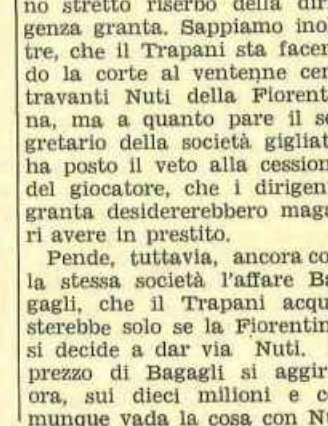 no stretto riserbo della diri
genza granta. Sappiamo ino
tre, che il Trapani sta facen
do la corte al ventenne cen
travanti Nuti della Fiorent
na, ma a quanto pare il se
gretario della società gigliat
ha posto il veto alla cession
del giocatore, che i dirigen
granta desidererebbero maga
ri avere in prestito.
Pende, tuttavia, ancora co
la stessa società l'affare Ba
gagli, che il Trapani acqu
sterebbe solo se la Fiorentin
si decide a dar via Nuti.
prezzo di Bagagli si aggir
ora, sui dieci milioni e c
munque vada la cosa con Nu